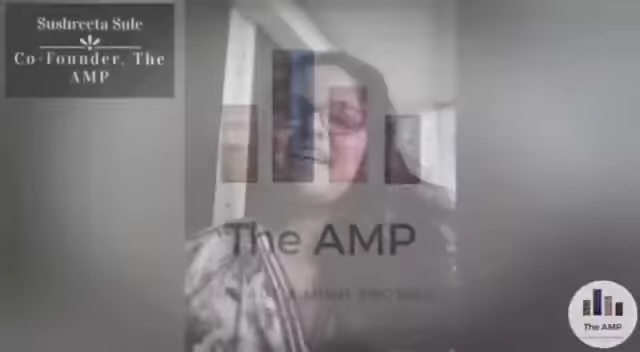 Sushreeta Sule
Co-Founder, The
AMP
The AMP
The AMP